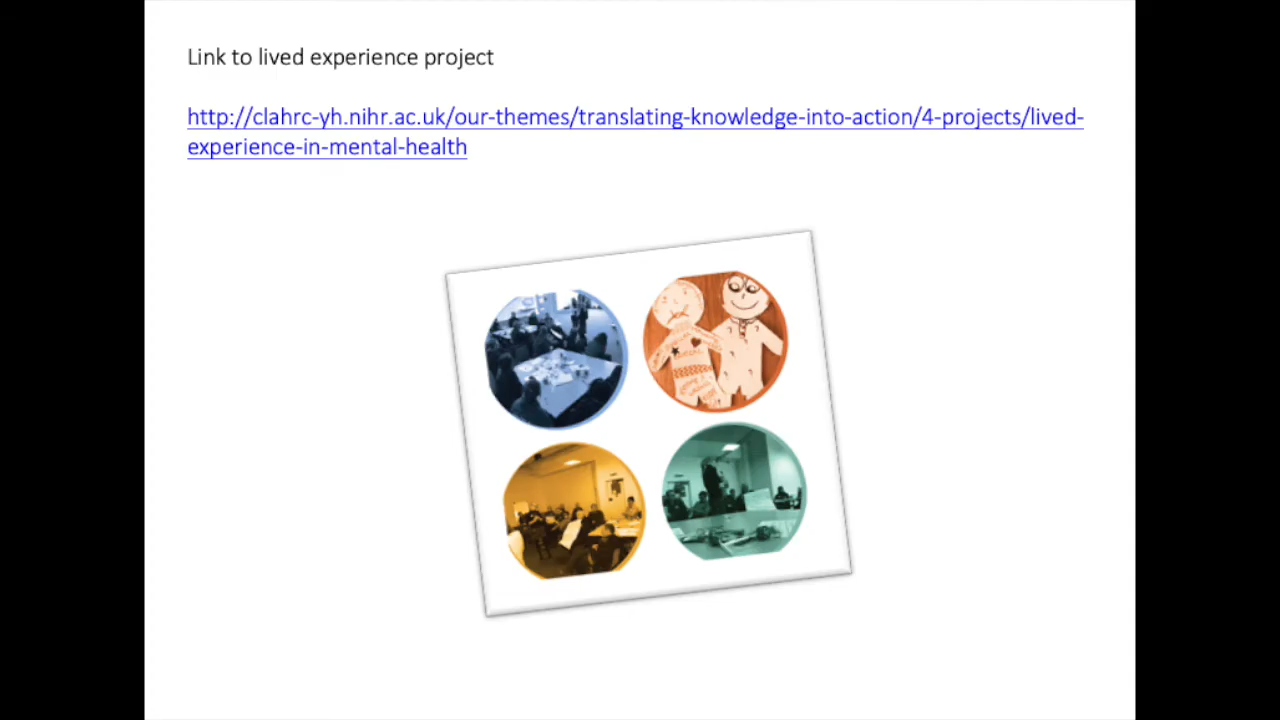 Link to lived experience project
http://clahrc-yh.nihr.ac.uk/our-themes/translating-knowledge-into-action/4-projects/lived-
experience-in-mental-health